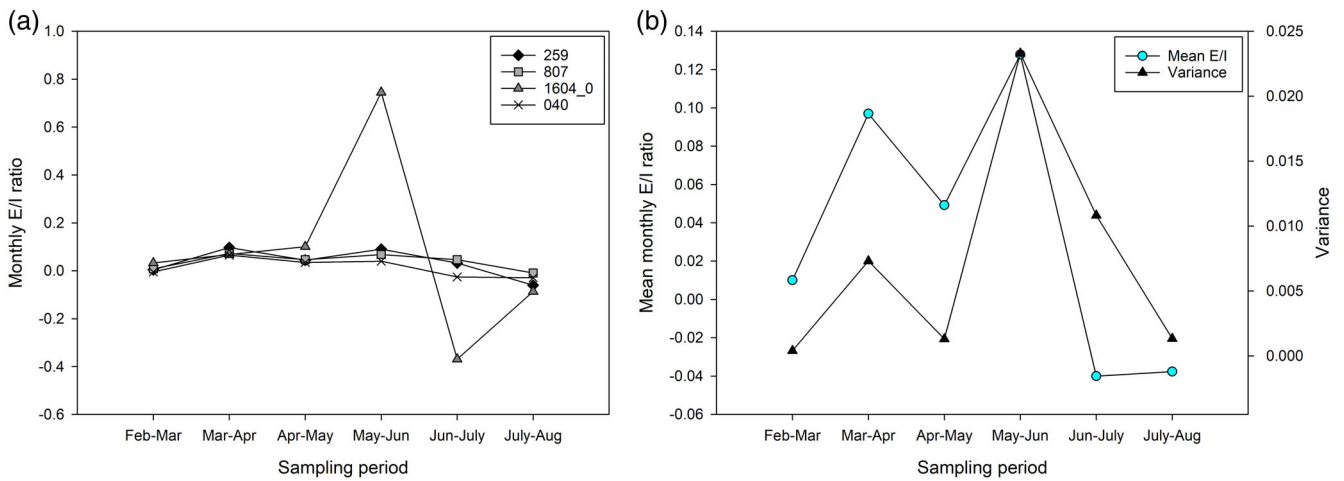 (a)
Monthly E/I ratio
1.0
0.8
0.6
0.4
0.2
0.0
-0.2
-0.4
-0.6
259
807
1604_0
040
Feb-Mar Mar-Apr Apr-May May-Jun Jun-July July-Aug
Sampling period
(b)
Mean monthly E/I ratio
0.14
0.12
0.10
0.08
0.06
0.04
0.02
0.00
-0.02
-0.04
-0.06
Mean E/I
Variance
0.025
0.020
0.015
0.010
0.005
0.000
Variance
Feb-Mar Mar-Apr Apr-May May-Jun Jun-July July-Aug
Sampling period